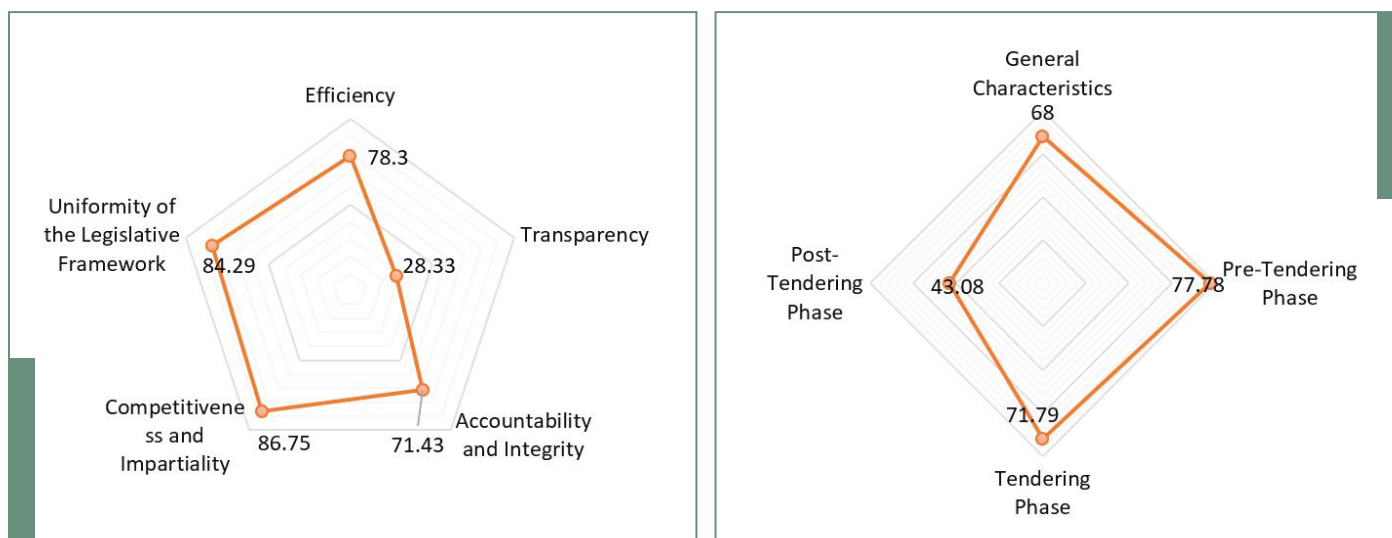 Efficiency
78.3
Uniformity of
the Legislative
Framework
84.29
Transparency
28.33
Competitivene
ss and
Impartiality
86.75
71.43
Accountability
and Integrity
General
Characteristics
68
Post-
Tendering
Phase
43.08
77.78
Pre-Tendering
Phase
71.79
Tendering
Phase